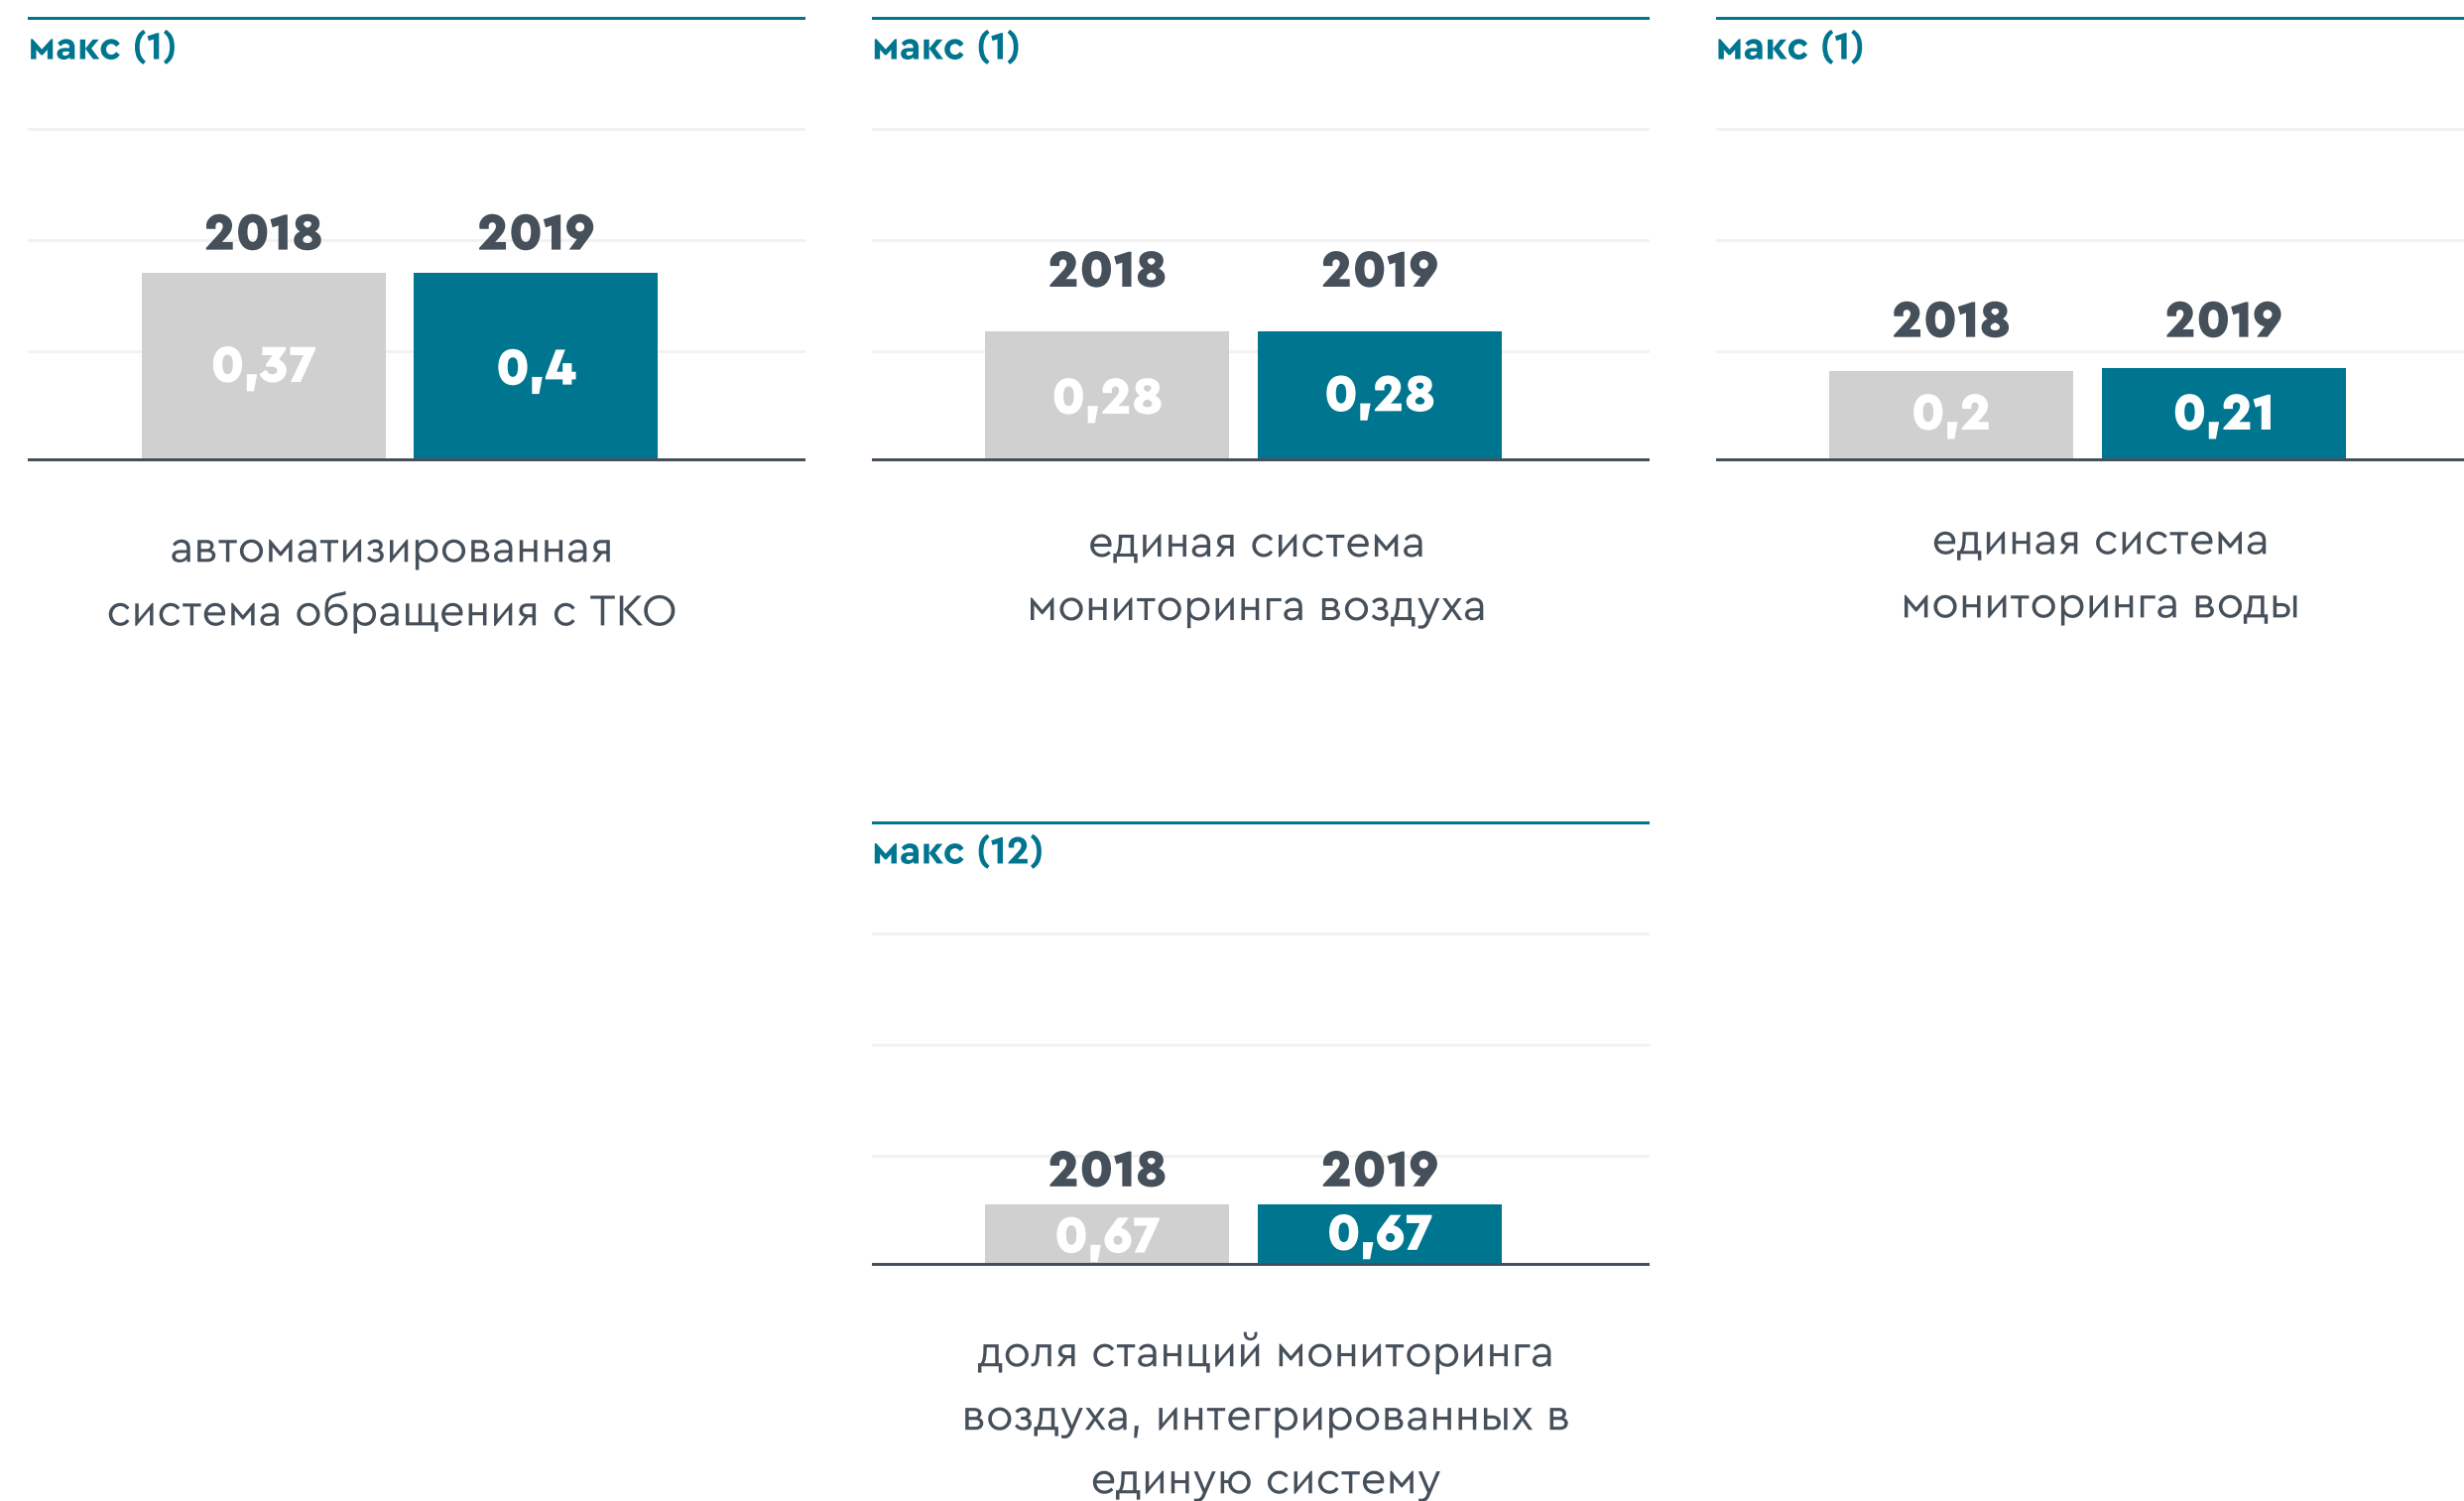 макс (1)
2018
2019
0,37
0,4
автоматизированная
система обращения с ТКО
макс (1)
2018
2019
0,28
0,28
единая система
мониторинга воздуха
макс (1)
2018
2019
0,2
0,21
единая система
мониторинга воды
макс (12)
2018
2019
0,67
0,67
доля станций мониторинга
воздуха, интегрированных в
единую систему